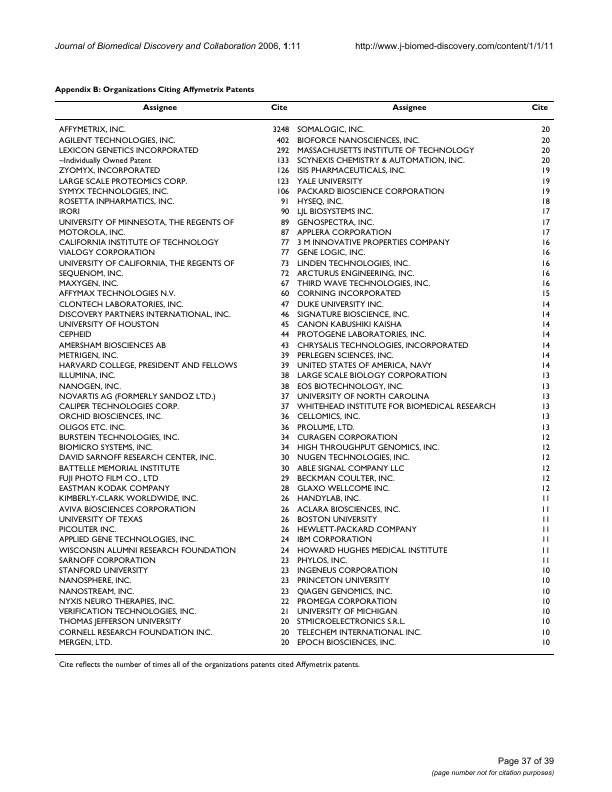 Journal of Biomedical Discovery and Collaboration 2006, 1:11 http://www.j-biomed-discovery.com/content/1/1/11
Appendix B: Organizations Citing Affymetrix Patents
Assignee Cite Assignee Cite
AFFYMETRIX, INC. 3248 SOMALOGIC, INC. 20
AGILENT TECHNOLOGIES, INC. 402 BIOFORCE NANOSCIENCES, INC. 20
LEXICON GENETICS INCORPORATED 292 MASSACHUSETTS INSTITUTE OF TECHNOLOGY 20
~Individually Owned Patent 133 SCYNEXIS CHEMISTRY & AUTOMATION, INC. 20
ZYOMYX, INCORPORATED 126 ISIS PHARMACEUTICALS, INC. 19
LARGE SCALE PROTEOMICS CORP. 123 YALE UNIVERSITY 19
SYMYX TECHNOLOGIES, INC. 106 PACKARD BIOSCIENCE CORPORATION 19
ROSETTA INPHARMATICS, INC. 91 HYSEQ, INC. 18
IRORI 90 LJL BIOSYSTEMS INC. 17
UNIVERSITY OF MINNESOTA, THE REGENTS OF 89 GENOSPECTRA, INC. 17
MOTOROLA, INC. 87 APPLERA CORPORATION 17
CALIFORNIA INSTITUTE OF TECHNOLOGY 77 3 M INNOVATIVE PROPERTIES COMPANY 16
VIALOGY CORPORATION 77 GENE LOGIC, INC. 16
UNIVERSITY OF CALIFORNIA, THE REGENTS OF 73 LINDEN TECHNOLOGIES, INC. 16
SEQUENOM, INC. 72 ARCTURUS ENGINEERING, INC. 16
MAXYGEN, INC. 67 THIRD WAVE TECHNOLOGIES, INC. 16
AFFYMAX TECHNOLOGIES N.V. 60 CORNING INCORPORATED 15
CLONTECH LABORATORIES, INC. 47 DUKE UNIVERSITY INC. 14
DISCOVERY PARTNERS INTERNATIONAL, INC. 46 SIGNATURE BIOSCIENCE, INC. 14
UNIVERSITY OF HOUSTON 45 CANON KABUSHIKI KAISHA 14
CEPHEID 44 PROTOGENE LABORATORIES, INC. 14
AMERSHAM BIOSCIENCES AB 43 CHRYSALIS TECHNOLOGIES, INCORPORATED 14
METRIGEN, INC. 39 PERLEGEN SCIENCES, INC. 14
HARVARD COLLEGE, PRESIDENT AND FELLOWS 39 UNITED STATES OF AMERICA, NAVY 14
ILLUMINA, INC. 38 LARGE SCALE BIOLOGY CORPORATION 13
NANOGEN, INC. 38 EOS BIOTECHNOLOGY, INC. 13
NOVARTIS AG (FORMERLY SANDOZ LTD.) 37 UNIVERSITY OF NORTH CAROLINA 13
CALIPER TECHNOLOGIES CORP. 37 WHITEHEAD INSTITUTE FOR BIOMEDICAL RESEARCH 13
ORCHID BIOSCIENCES, INC. 36 CELLOMICS, INC. 13
OLIGOS ETC. INC. 36 PROLUME, LTD. 13
BURSTEIN TECHNOLOGIES, INC. 34 CURAGEN CORPORATION 12
BIOMICRO SYSTEMS, INC. 34 HIGH THROUGHPUT GENOMICS, INC. 12
DAVID SARNOFF RESEARCH CENTER, INC. 30 NUGEN TECHNOLOGIES, INC. 12
BATTELLE MEMORIAL INSTITUTE 30 ABLE SIGNAL COMPANY LLC 12
FUJI PHOTO FILM CO., LTD 29 BECKMAN COULTER, INC. 12
EASTMAN KODAK COMPANY 28 GLAXO WELLCOME INC. 12
KIMBERLY-CLARK WORLDWIDE, INC. 26 HANDYLAB, INC. 11
AVIVA BIOSCIENCES CORPORATION 26 ACLARA BIOSCIENCES, INC. 11
UNIVERSITY OF TEXAS 26 BOSTON UNIVERSITY 11
PICOLITER INC. 26 HEWLETT-PACKARD COMPANY 11
APPLIED GENE TECHNOLOGIES, INC. 24 IBM CORPORATION 11
WISCONSIN ALUMNI RESEARCH FOUNDATION 24 HOWARD HUGHES MEDICAL INSTITUTE 11
SARNOFF CORPORATION 23 PHYLOS, INC. 11
STANFORD UNIVERSITY 23 INGENEUS CORPORATION 10
NANOSPHERE, INC. 23 PRINCETON UNIVERSITY 10
NANOSTREAM, INC. 23 QIAGEN GENOMICS, INC. 10
NYXIS NEURO THERAPIES, INC. 22 PROMEGA CORPORATION 10
VERIFICATION TECHNOLOGIES, INC. 21 UNIVERSITY OF MICHIGAN 10
THOMAS JEFFERSON UNIVERSITY 20 STMICROELECTRONICS S.R.L. 10
CORNELL RESEARCH FOUNDATION INC. 20 TELECHEM INTERNATIONAL INC. 10
MERGEN, LTD. 20 EPOCH BIOSCIENCES, INC. 10
Cite reflects the number of times all of the organizations patents cited Affymetrix patents.
Page 37 of 39
(page number not for citation purposes)